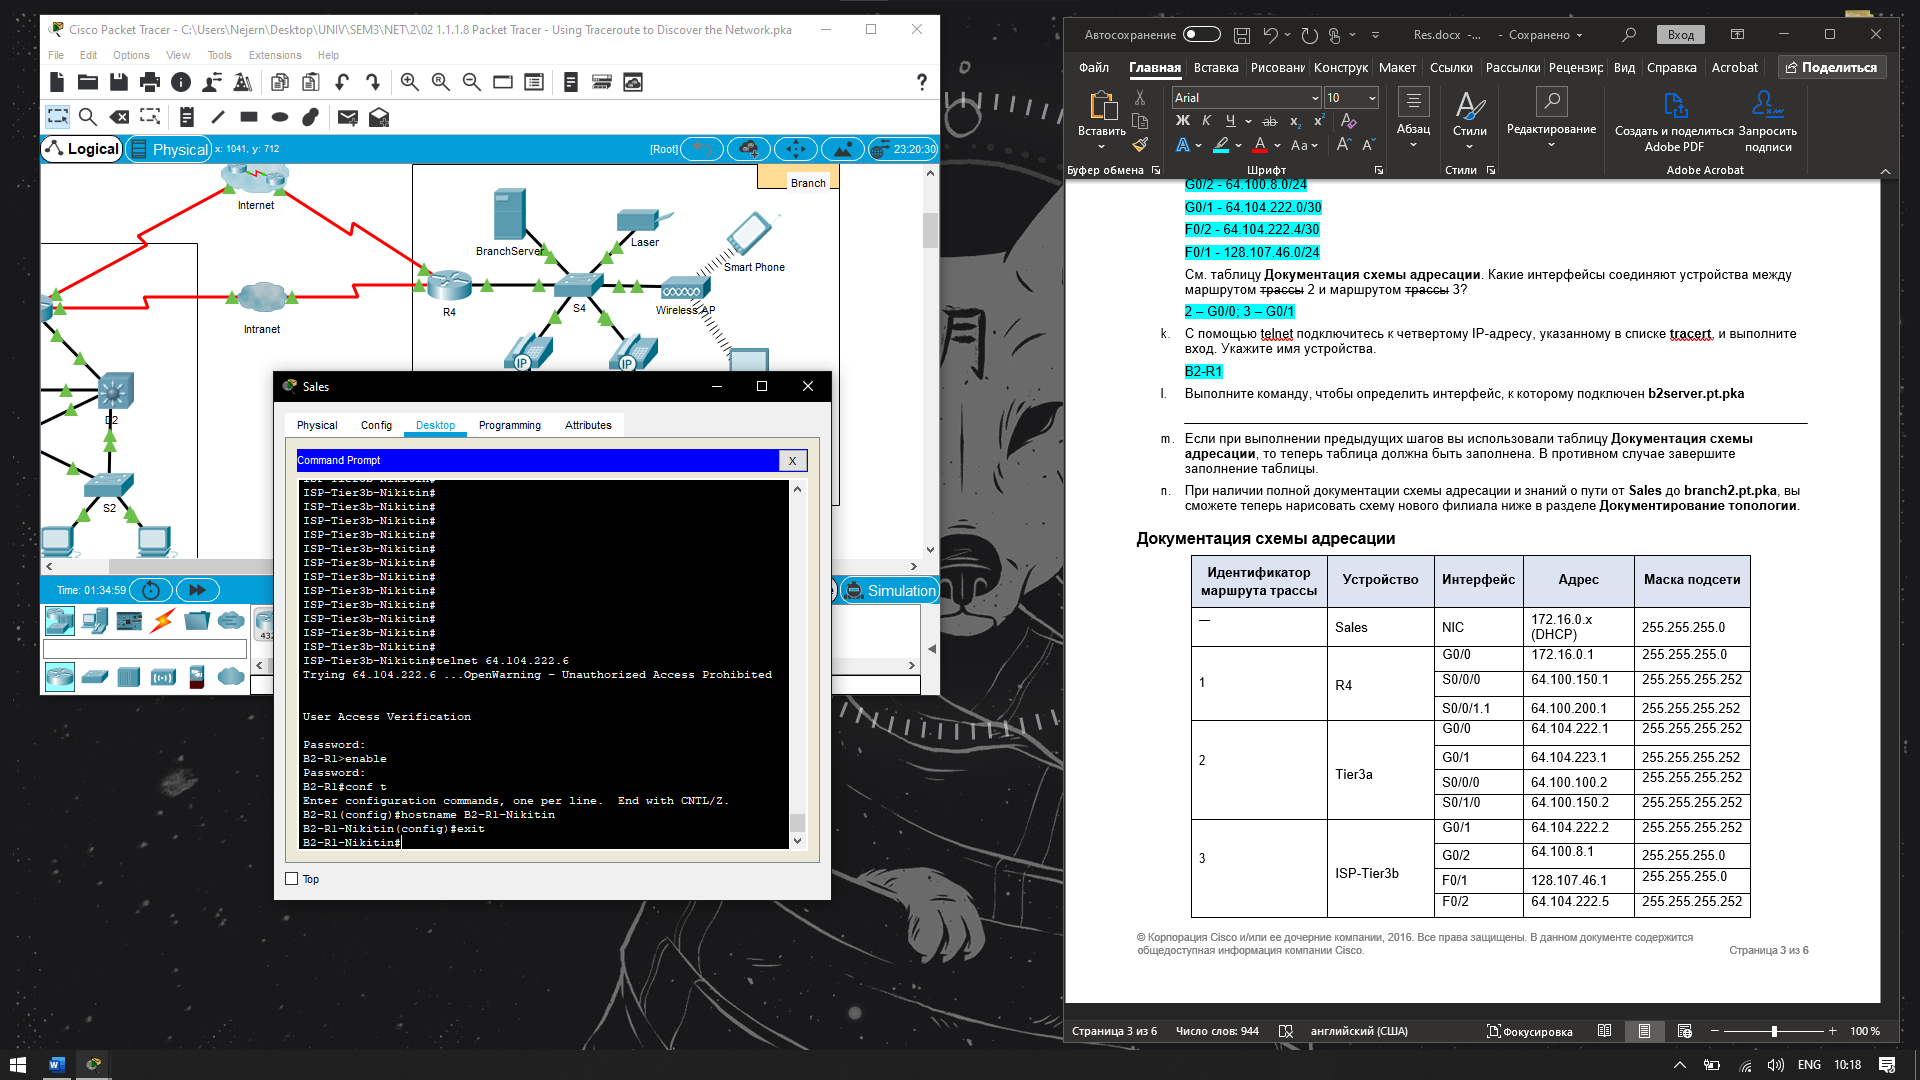 Cisco Packet Tracer - C:\Users\Nejern\Desktop\UNIV\SEM3\NET\2\02 1.1.1.8 Packet Tracer - Using Traceroute to Discover the Network.pka
File Edit Options View Tools Extensions Help
Logical
Physical
x: 1041, y: 712
[Root]
23:20:30
Branch
Internet
BranchServer
Laser
Smart Phone
Intranet
R4
S4
Wireless AP
IP
IP
D2
S2
Time: 01:34:59
Simulation
432
Sales
Physical Config Desktop Programming Attributes
Command Prompt
X
ISP-Tier3b-Nikitin#
ISP-Tier3b-Nikitin#
ISP-Tier3b-Nikitin#
ISP-Tier3b-Nikitin#
ISP-Tier3b-Nikitin#
ISP-Tier3b-Nikitin#
ISP-Tier3b-Nikitin#
ISP-Tier3b-Nikitin#
ISP-Tier3b-Nikitin#
ISP-Tier3b-Nikitin#
ISP-Tier3b-Nikitin#
ISP-Tier3b-Nikitin#
ISP-Tier3b-Nikitin#
ISP-Tier3b-Nikitin#telnet 64.104.222.6
Trying 64.104.222.6 ...OpenWarning - Unauthorized Access Prohibited
User Access Verification
Password:
B2-R1>enable
Password:
B2-R1#conf t
Enter configuration commands, one per line.  End with CNTL/Z.
B2-R1(config)#hostname B2-R1-Nikitin
B2-R1-Nikitin(config)#exit
B2-R1-Nikitin#
Top
Автосохранение
Res.docx -...
- Сохранено
Вход
Файл Главная Вставка Рисовани Конструк Макет Ссылки Рассылки Рецензир Вид Справка Acrobat Поделиться
Вставить
Arial
10
Ж К Ч ab x₂ x²
A A Aa A A
Абзац
Стили
Редактирование
Создать и поделиться Adobe PDF
Запросить подписи
Буфер обмена
Шрифт
Стили
Adobe Acrobat
G0/2 - 64.100.8.0/24
G0/1 - 64.104.222.0/30
F0/2 - 64.104.222.4/30
F0/1 - 128.107.46.0/24
См. таблицу Документация схемы адресации. Какие интерфейсы соединяют устройства между
маршрутом трассы 2 и маршрутом трассы 3?
2 – G0/0; 3 – G0/1
k. С помощью telnet подключитесь к четвертому IP-адресу, указанному в списке tracert, и выполните
вход. Укажите имя устройства.
B2-R1
l. Выполните команду, чтобы определить интерфейс, к которому подключен b2server.pt.pka
m. Если при выполнении предыдущих шагов вы использовали таблицу Документация схемы
адресации, то теперь таблица должна быть заполнена. В противном случае завершите
заполнение таблицы.
n. При наличии полной документации схемы адресации и знаний о пути от Sales до branch2.pt.pka, вы
сможете теперь нарисовать схему нового филиала ниже в разделе Документирование топологии.
Документация схемы адресации
Идентификатор маршрута трассы Устройство Интерфейс Адрес Маска подсети
— Sales NIC 172.16.0.x (DHCP) 255.255.255.0
1 R4 G0/0 172.16.0.1 255.255.255.0
S0/0/0 64.100.150.1 255.255.255.252
S0/0/1.1 64.100.200.1 255.255.255.252
2 Tier3a G0/0 64.104.222.1 255.255.255.252
G0/1 64.104.223.1 255.255.255.252
S0/0/0 64.100.100.2 255.255.255.252
S0/1/0 64.100.150.2 255.255.255.252
3 ISP-Tier3b G0/1 64.104.222.2 255.255.255.252
G0/2 64.100.8.1 255.255.255.0
F0/1 128.107.46.1 255.255.255.0
F0/2 64.104.222.5 255.255.255.252
© Корпорация Cisco и/или ее дочерние компании, 2016. Все права защищены. В данном документе содержится
общедоступная информация компании Cisco.
Страница 3 из 6
Страница 3 из 6 Число слов: 944 английский (США) Фокусировка 100 %
ENG 10:18